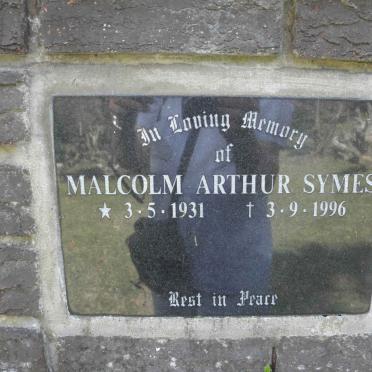 In Loving Memory
of
MALCOLM ARTHUR SYMES
★ 3·5·1931 † 3·9·1996
Rest in Peace